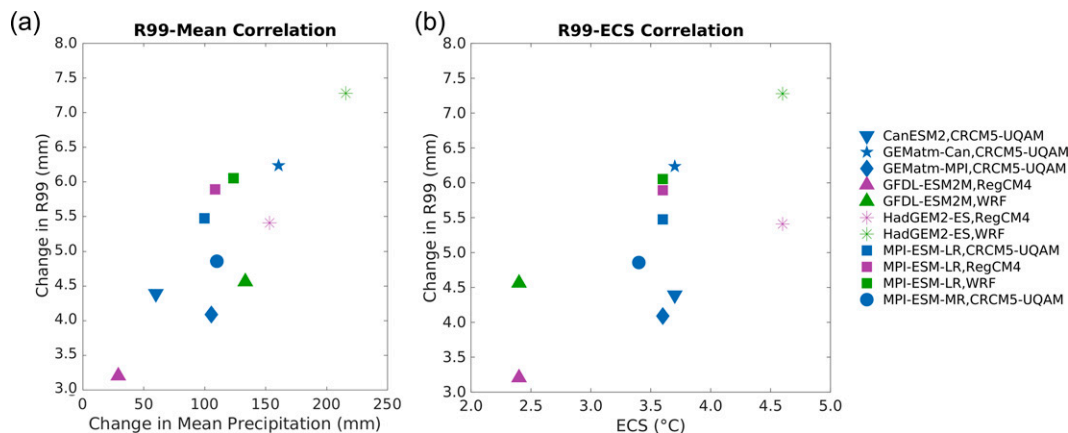 (a)
R99-Mean Correlation
8.0
7.5
7.0
6.5
6.0
5.5
5.0
4.5
4.0
3.5
3.0
Change in R99 (mm)
0 50 100 150 200 250
Change in Mean Precipitation (mm)
(b)
R99-ECS Correlation
8.0
7.5
7.0
6.5
6.0
5.5
5.0
4.5
4.0
3.5
3.0
Change in R99 (mm)
2.0 2.5 3.0 3.5 4.0 4.5 5.0
ECS (°C)
CanESM2,CRCM5-UQAM
GEMatm-Can,CRCM5-UQAM
GEMatm-MPI,CRCM5-UQAM
GFDL-ESM2M,RegCM4
GFDL-ESM2M,WRF
HadGEM2-ES,RegCM4
HadGEM2-ES,WRF
MPI-ESM-LR,CRCM5-UQAM
MPI-ESM-LR,RegCM4
MPI-ESM-LR,WRF
MPI-ESM-MR,CRCM5-UQAM